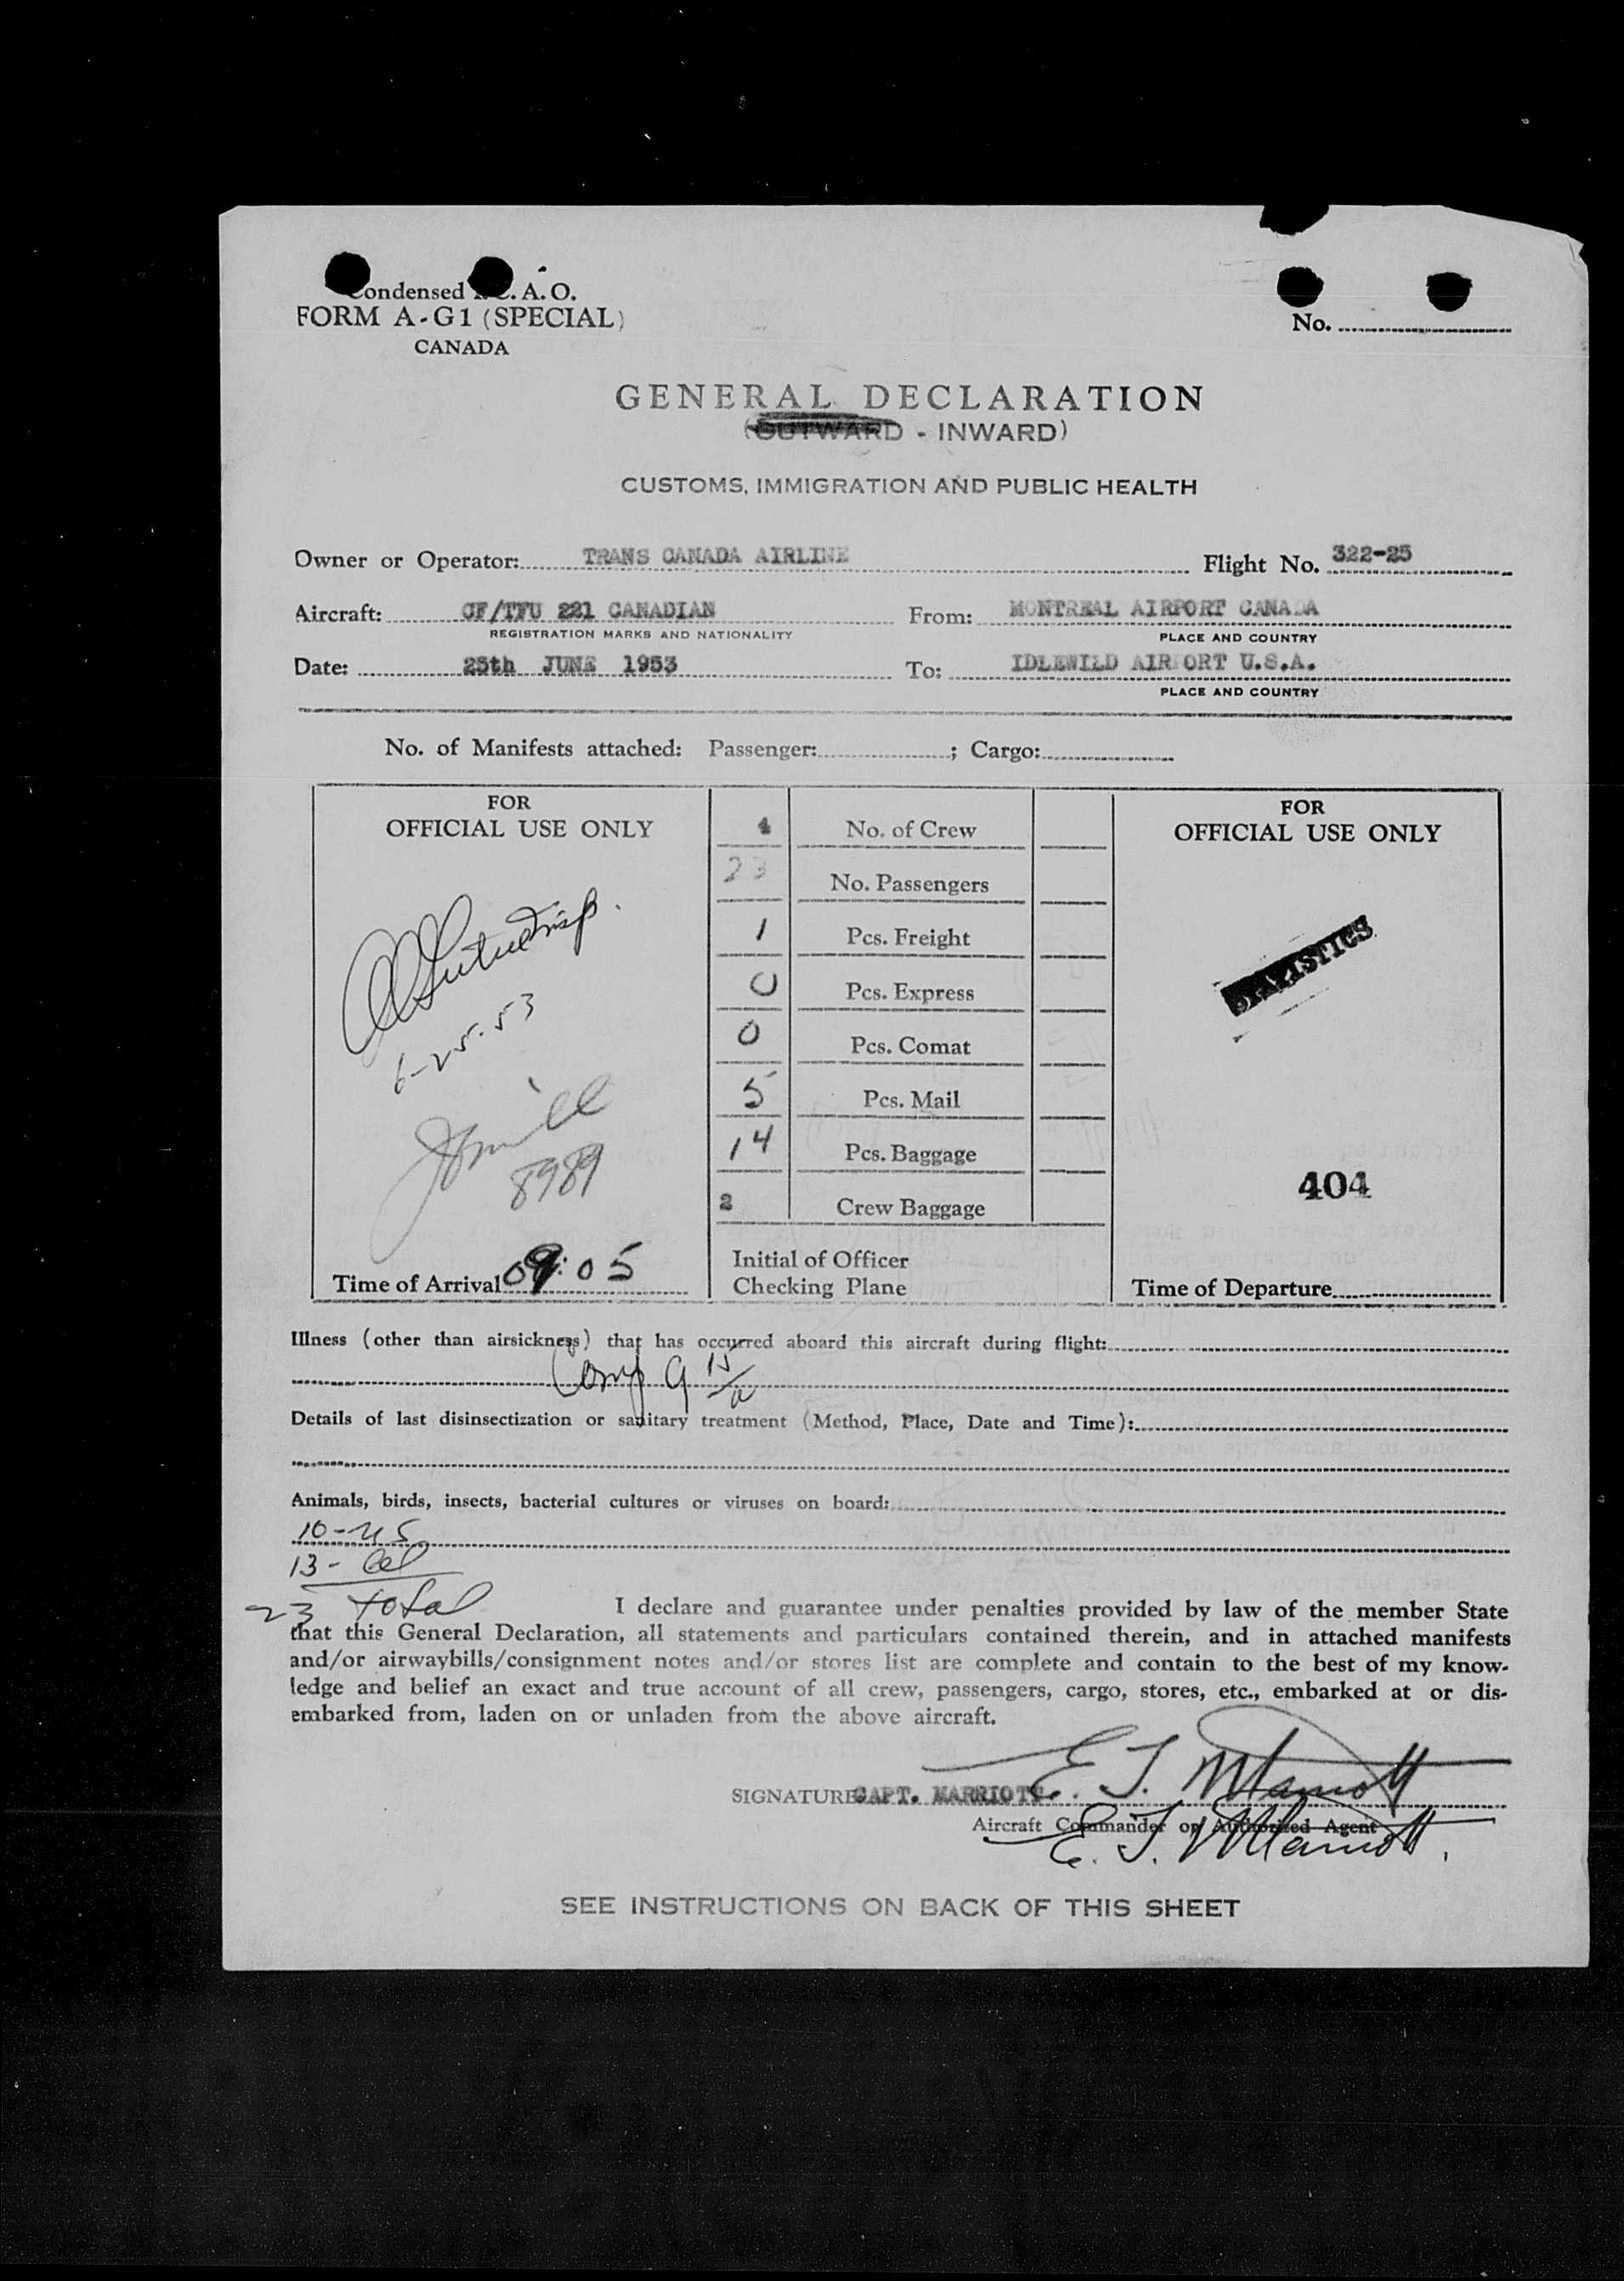 Condensed I.C.A.O.
FORM A-G1 (SPECIAL)
CANADA
No.
GENERAL DECLARATION
(OUTWARD - INWARD)
CUSTOMS, IMMIGRATION AND PUBLIC HEALTH
Owner or Operator: TRANS CANADA AIRLINE Flight No. 322-25
Aircraft: CF/TFU 221 CANADIAN From: MONTREAL AIRPORT CANADA
REGISTRATION MARKS AND NATIONALITY PLACE AND COUNTRY
Date: 25th JUNE 1953 To: IDLEWILD AIRPORT U.S.A.
PLACE AND COUNTRY
No. of Manifests attached: Passenger: ; Cargo:
FOR
OFFICIAL USE ONLY
6-25-53
8989
Time of Arrival 09:05
4 No. of Crew
23 No. Passengers
1 Pcs. Freight
0 Pcs. Express
0 Pcs. Comat
5 Pcs. Mail
14 Pcs. Baggage
2 Crew Baggage
Initial of Officer
Checking Plane
FOR
OFFICIAL USE ONLY
STATISTICS
404
Time of Departure
Illness (other than airsickness) that has occurred aboard this aircraft during flight:
Comp 9 15/a
Details of last disinsectization or sanitary treatment (Method, Place, Date and Time):
Animals, birds, insects, bacterial cultures or viruses on board:
10-US
13-
23 total
I declare and guarantee under penalties provided by law of the member State
that this General Declaration, all statements and particulars contained therein, and in attached manifests
and/or airwaybills/consignment notes and/or stores list are complete and contain to the best of my know-
ledge and belief an exact and true account of all crew, passengers, cargo, stores, etc., embarked at or dis-
embarked from, laden on or unladen from the above aircraft.
SIGNATURE CAPT. MARRIOTT. E. J. Marriott
Aircraft Commander or Authorized Agent
E. J. Marriott.
SEE INSTRUCTIONS ON BACK OF THIS SHEET